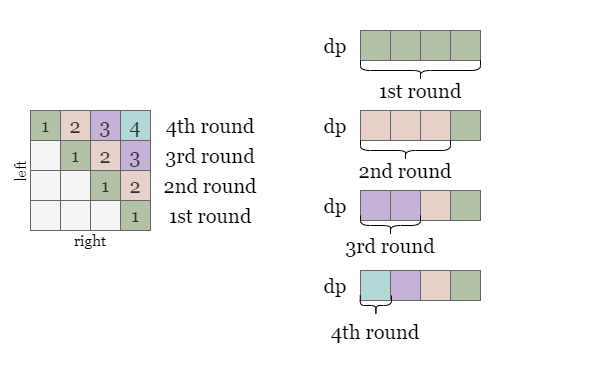 1 2 3 4 4th round
1 2 3 3rd round
1 2 2nd round
1 1st round
left
right
dp
1st round
dp
2nd round
dp
3rd round
dp
4th round